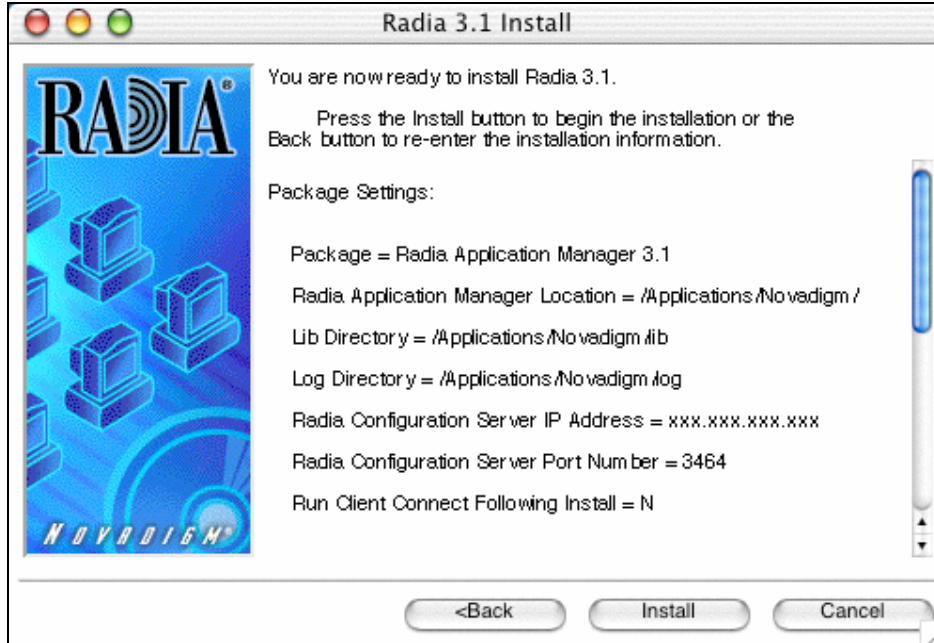 Radia 3.1 Install
RADIA®
You are now ready to install Radia 3.1.
Press the Install button to begin the installation or the
Back button to re-enter the installation information.
Package Settings:
Package = Radia Application Manager 3.1
Radia Application Manager Location = /Applications/Novadigm/
Lib Directory = /Applications/Novadigm/lib
Log Directory = /Applications/Novadigm/log
Radia Configuration Server IP Address = xxx.xxx.xxx.xxx
Radia Configuration Server Port Number = 3464
Run Client Connect Following Install = N
NOVADIGM®
<Back
Install
Cancel